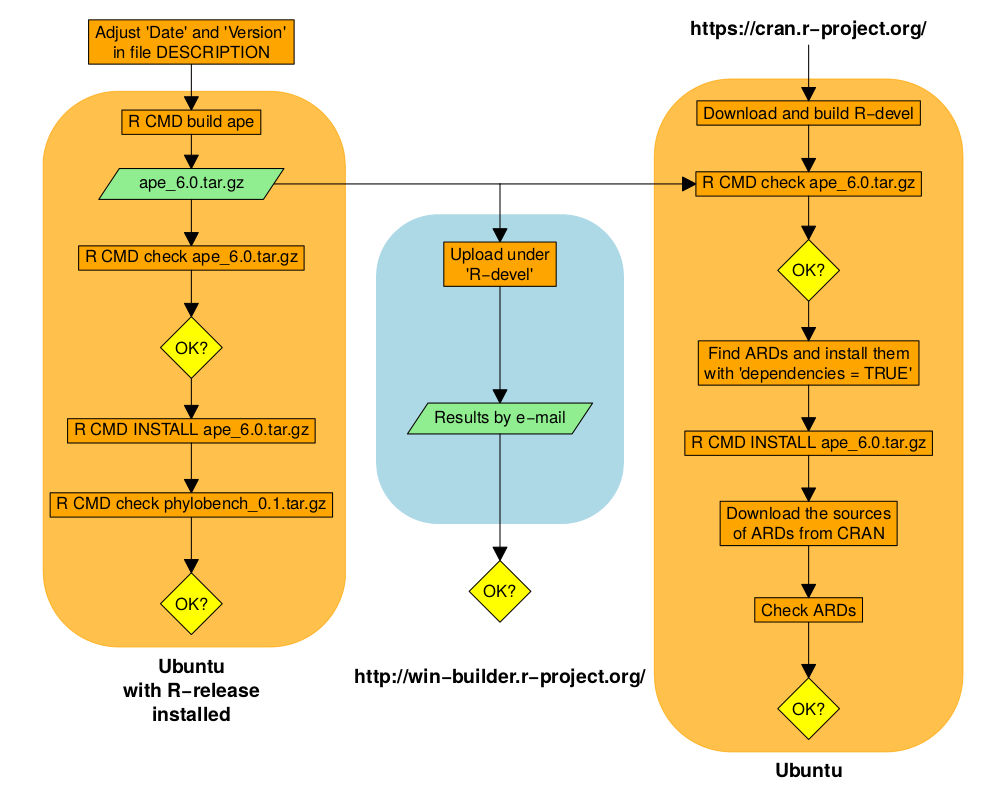 Adjust 'Date' and 'Version'
in file DESCRIPTION
R CMD build ape
ape_6.0.tar.gz
R CMD check ape_6.0.tar.gz
OK?
R CMD INSTALL ape_6.0.tar.gz
R CMD check phylobench_0.1.tar.gz
OK?
Ubuntu
with R−release
installed
Upload under
'R−devel'
Results by e−mail
OK?
http://win−builder.r−project.org/
https://cran.r−project.org/
Download and build R−devel
R CMD check ape_6.0.tar.gz
OK?
Find ARDs and install them
with 'dependencies = TRUE'
R CMD INSTALL ape_6.0.tar.gz
Download the sources
of ARDs from CRAN
Check ARDs
OK?
Ubuntu